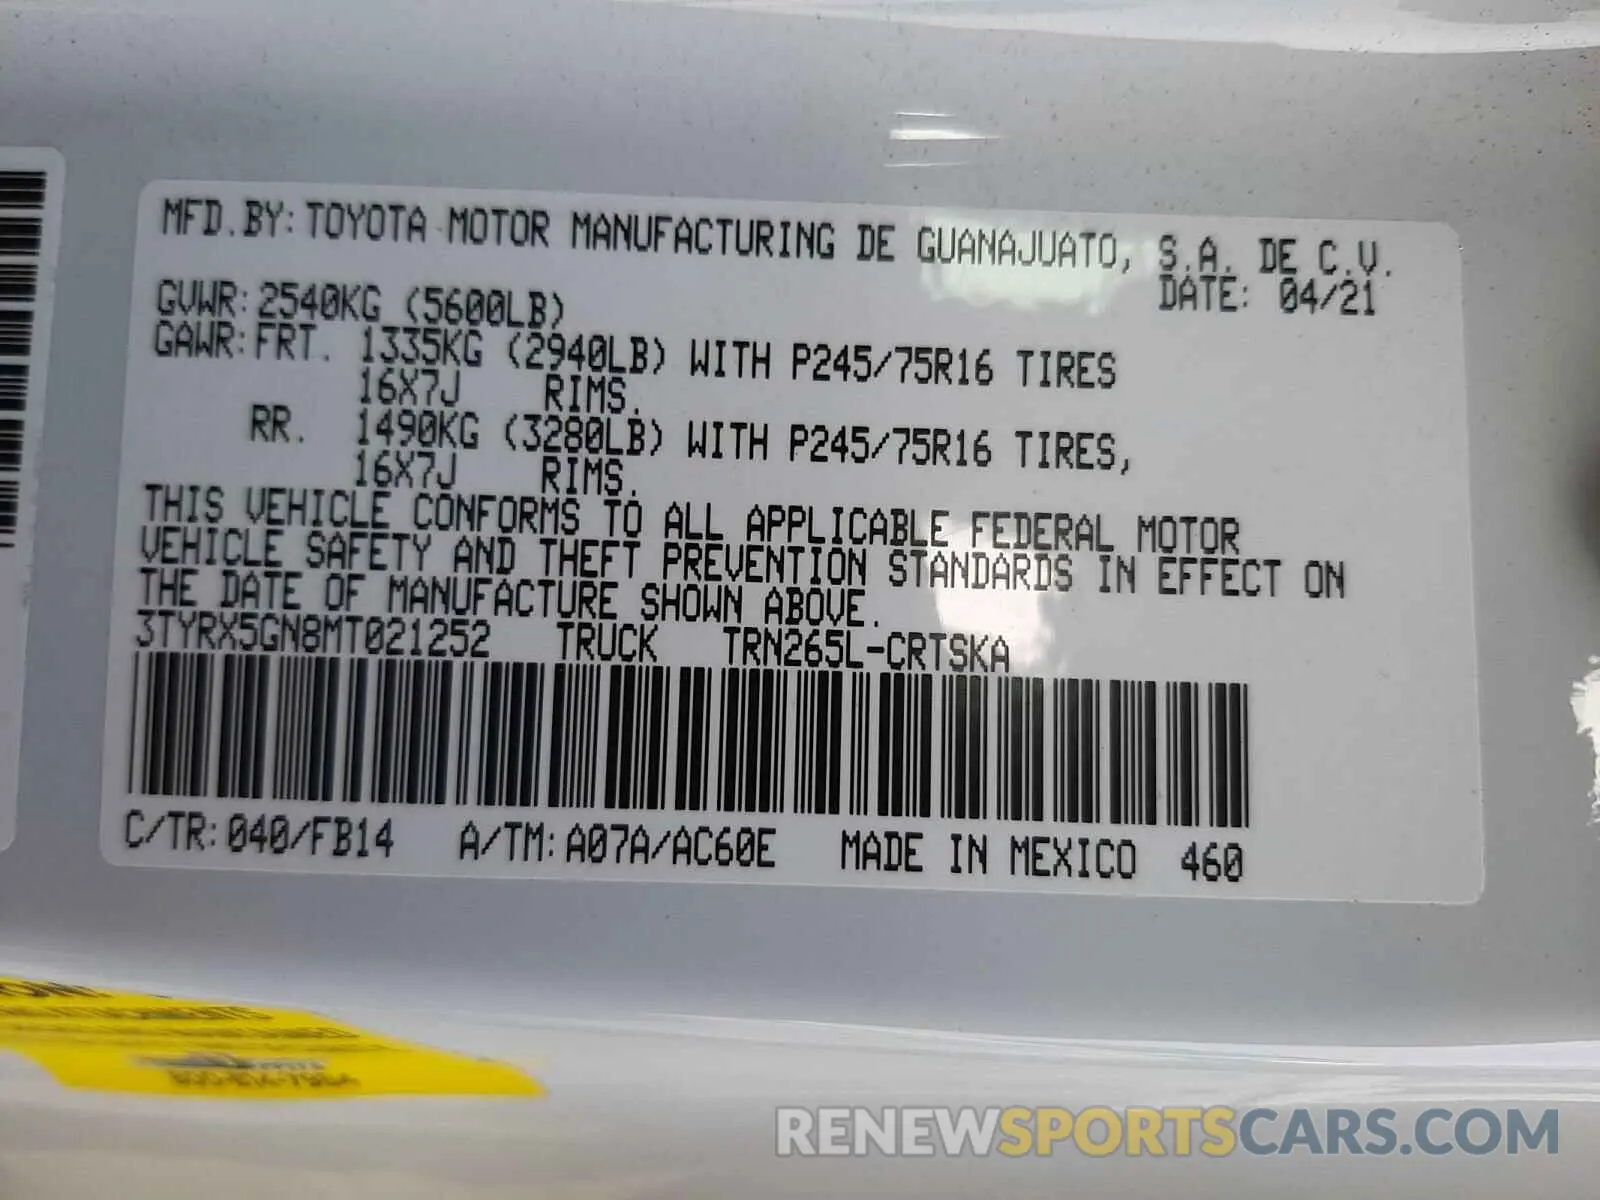 MFD.BY: TOYOTA MOTOR MANUFACTURING DE GUANAJUATO, S.A. DE C.V.
DATE: 04/21
GVWR: 2540KG (5600LB)
GAWR: FRT. 1335KG (2940LB) WITH P245/75R16 TIRES
16X7J RIMS.
RR. 1490KG (3280LB) WITH P245/75R16 TIRES,
16X7J RIMS.
THIS VEHICLE CONFORMS TO ALL APPLICABLE FEDERAL MOTOR
VEHICLE SAFETY AND THEFT PREVENTION STANDARDS IN EFFECT ON
THE DATE OF MANUFACTURE SHOWN ABOVE.
3TYRX5GN8MT021252 TRUCK TRN265L-CRTSKA
C/TR: 040/FB14 A/TM: A07A/AC60E MADE IN MEXICO 460
RENEWSPORTSCARS.COM